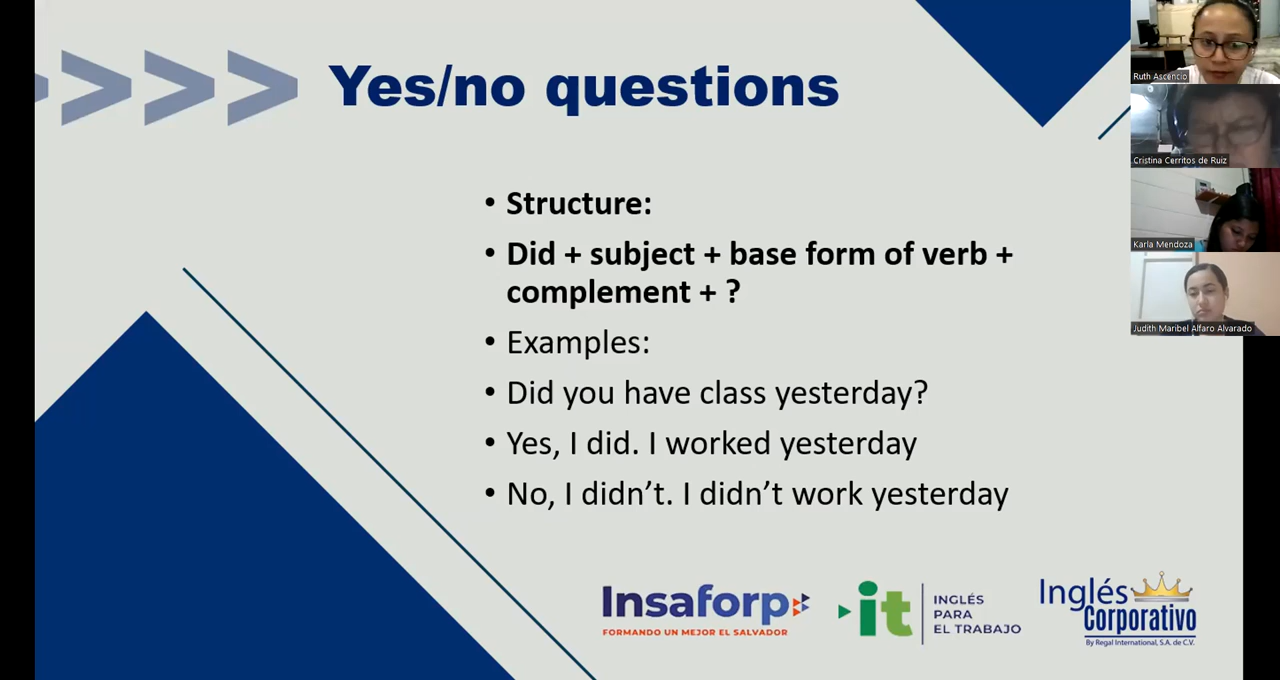 Yes/no questions
• Structure:
• Did + subject + base form of verb +
complement + ?
• Examples:
• Did you have class yesterday?
• Yes, I did. I worked yesterday
• No, I didn’t. I didn’t work yesterday
Insaforp
FORMANDO UN MEJOR EL SALVADOR
it
INGLÉS
PARA
EL TRABAJO
Inglés
Corporativo
By Regal International, S.A. de C.V.
Ruth Ascencio
Cristina Cerritos de Ruiz
Karla Mendoza
Judith Maribel Alfaro Alvarado